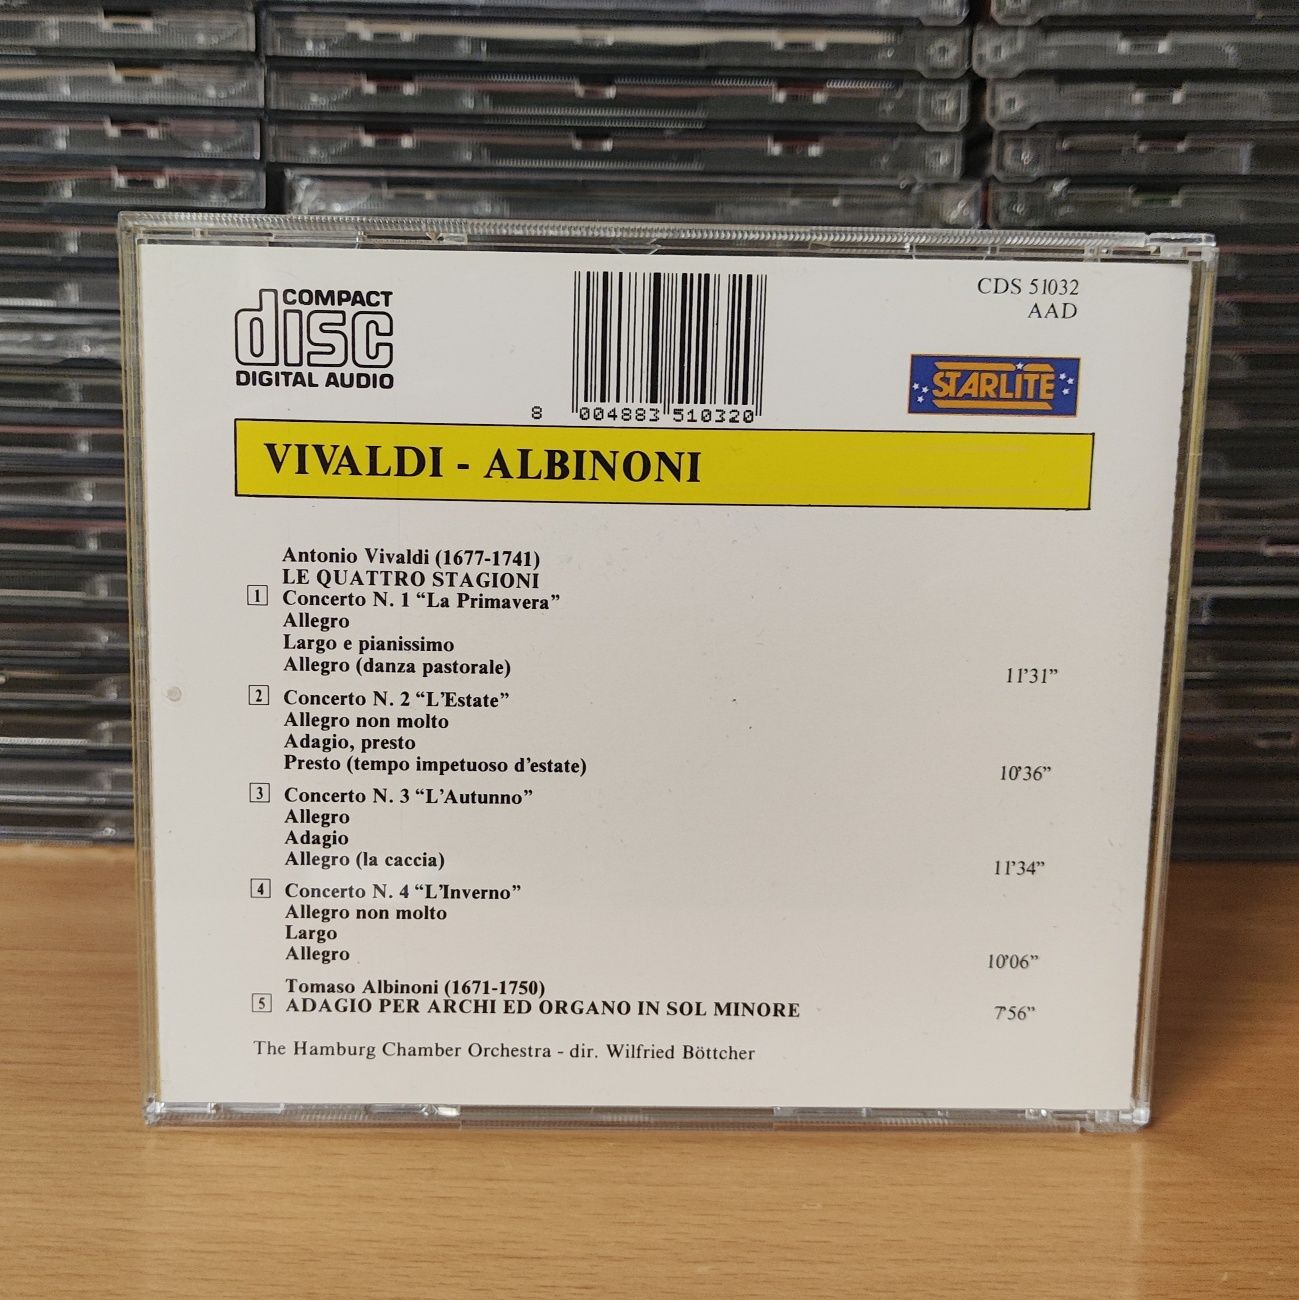 COMPACT
disc
DIGITAL AUDIO
8 004883 510320
CDS 51032
AAD
STARLITE
VIVALDI - ALBINONI
Antonio Vivaldi (1677-1741)
LE QUATTRO STAGIONI
1 Concerto N. 1 “La Primavera”
Allegro
Largo e pianissimo
Allegro (danza pastorale) 11’31”
2 Concerto N. 2 “L’Estate”
Allegro non molto
Adagio, presto
Presto (tempo impetuoso d’estate) 10’36”
3 Concerto N. 3 “L’Autunno”
Allegro
Adagio
Allegro (la caccia) 11’34”
4 Concerto N. 4 “L’Inverno”
Allegro non molto
Largo
Allegro 10’06”
Tomaso Albinoni (1671-1750)
5 ADAGIO PER ARCHI ED ORGANO IN SOL MINORE 7’56”
The Hamburg Chamber Orchestra - dir. Wilfried Böttcher